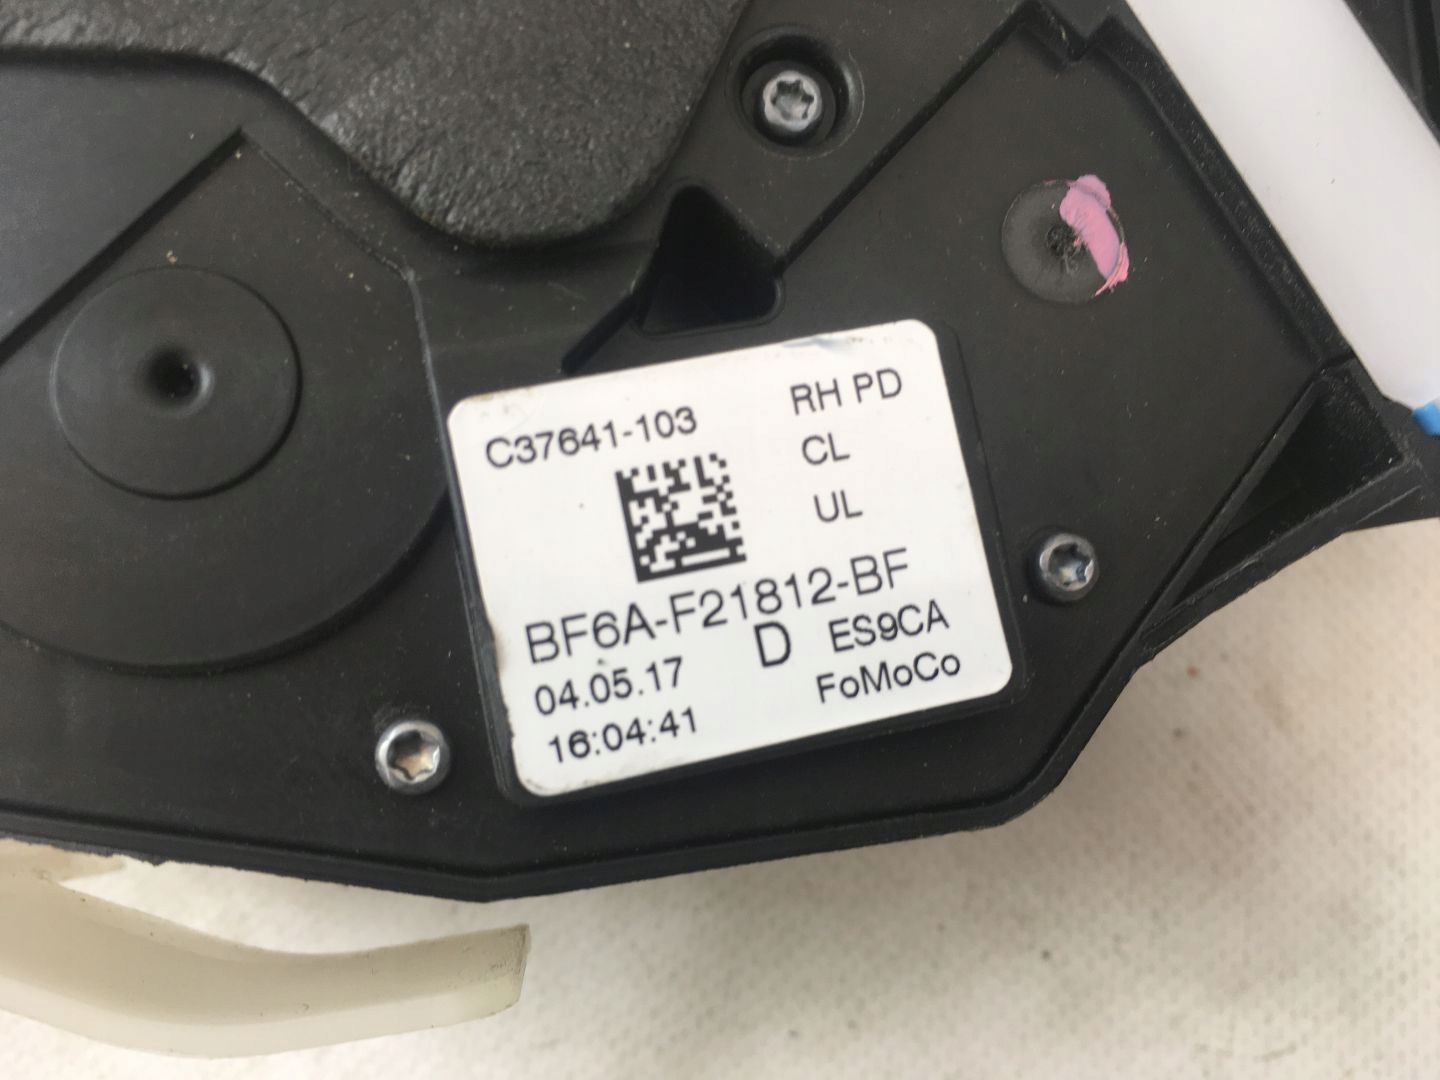 C37641-103
RH PD
CL
UL
BF6A-F21812-BF
04.05.17
D
ES9CA
16:04:41
FoMoCo